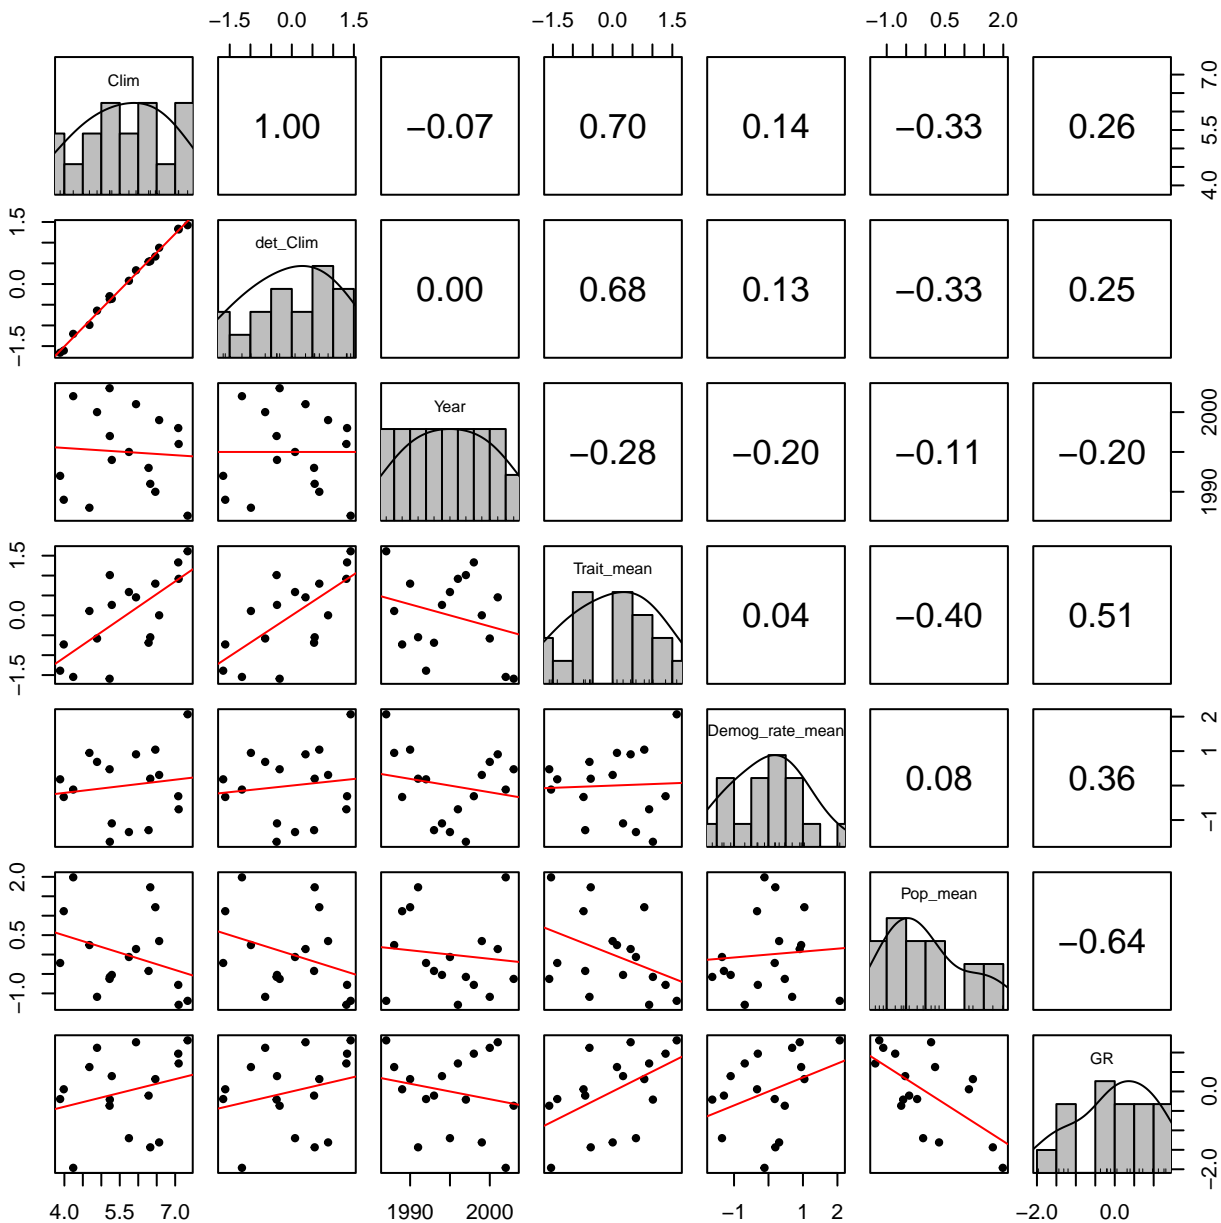 −1.5 0.0 1.5 −1.5 0.0 1.5 −1.0 0.5 2.0
Clim 1.00 −0.07 0.70 0.14 −0.33 0.26 4.0 5.5 7.0
−1.5 0.0 1.5 det_Clim 0.00 0.68 0.13 −0.33 0.25
Year −0.28 −0.20 −0.11 −0.20 1990 2000
−1.5 0.0 1.5 Trait_mean 0.04 −0.40 0.51
Demog_rate_mean 0.08 0.36 −1 1 2
−1.0 0.5 2.0 Pop_mean −0.64
GR −2.0 0.0
4.0 5.5 7.0 1990 2000 −1 1 2 −2.0 0.0